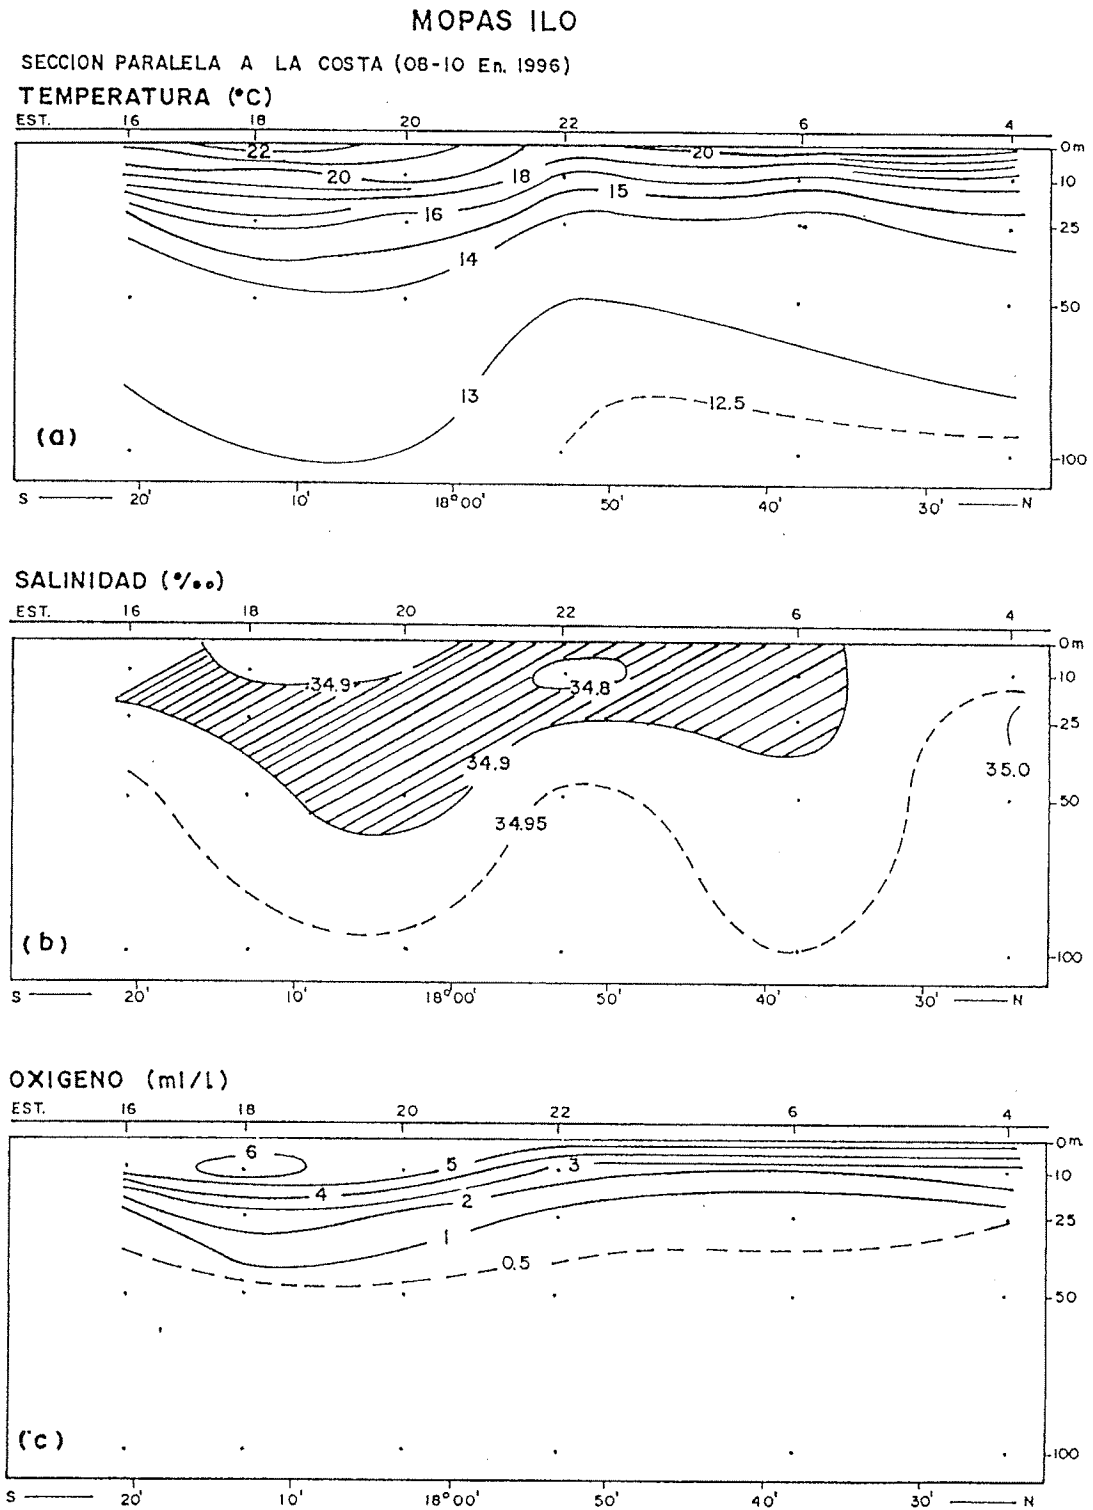 MOPAS ILO
SECCION PARALELA A LA COSTA (08-10 En. 1996)
TEMPERATURA (°C)
EST. 16 18 20 22 6 4
22 20 0m
20 18 15 10
16 25
14
50
13
12.5
(a)
100
S 20' 10' 18°00' 50' 40' 30' N
SALINIDAD (°/oo)
EST. 16 18 20 22 6 4
0m
34.9 34.8 10
25
34.9 35.0
50
34.95
(b)
100
S 20' 10' 18°00' 50' 40' 30' N
OXIGENO (ml/l)
EST. 16 18 20 22 6 4
0m
6 5 3
10
4 2
25
1
0.5
50
(c)
100
S 20' 10' 18°00' 50' 40' 30' N